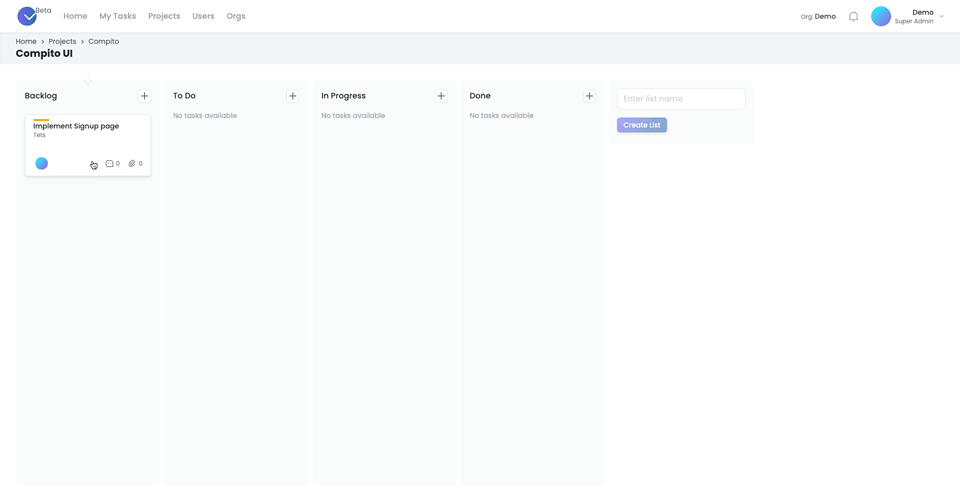 Beta
Home My Tasks Projects Users Orgs
Org: Demo
Demo
Super Admin
Home > Projects > Compito
Compito UI
Backlog
Implement Signup page
Tets
0 0
To Do
No tasks available
In Progress
No tasks available
Done
No tasks available
Enter list name
Create List